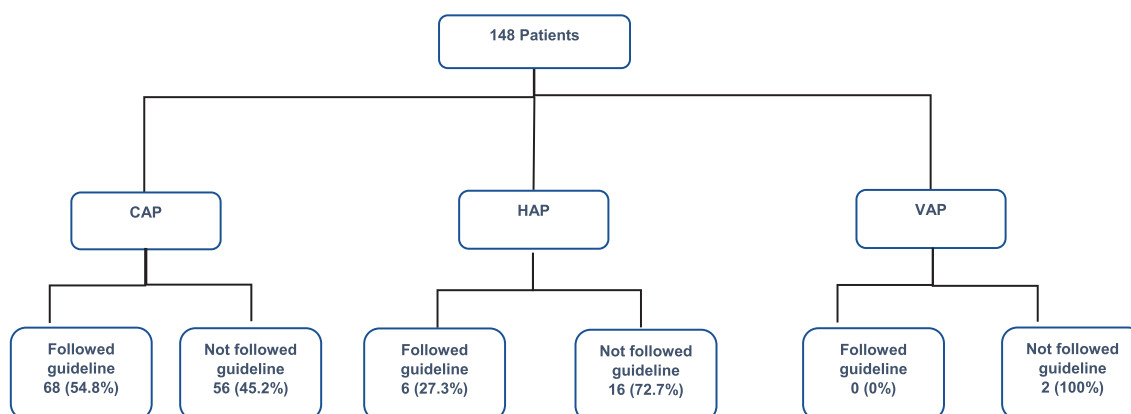 148 Patients
CAP
HAP
VAP
Followed
guideline
68 (54.8%)
Not followed
guideline
56 (45.2%)
Followed
guideline
6 (27.3%)
Not followed
guideline
16 (72.7%)
Followed
guideline
0 (0%)
Not followed
guideline
2 (100%)